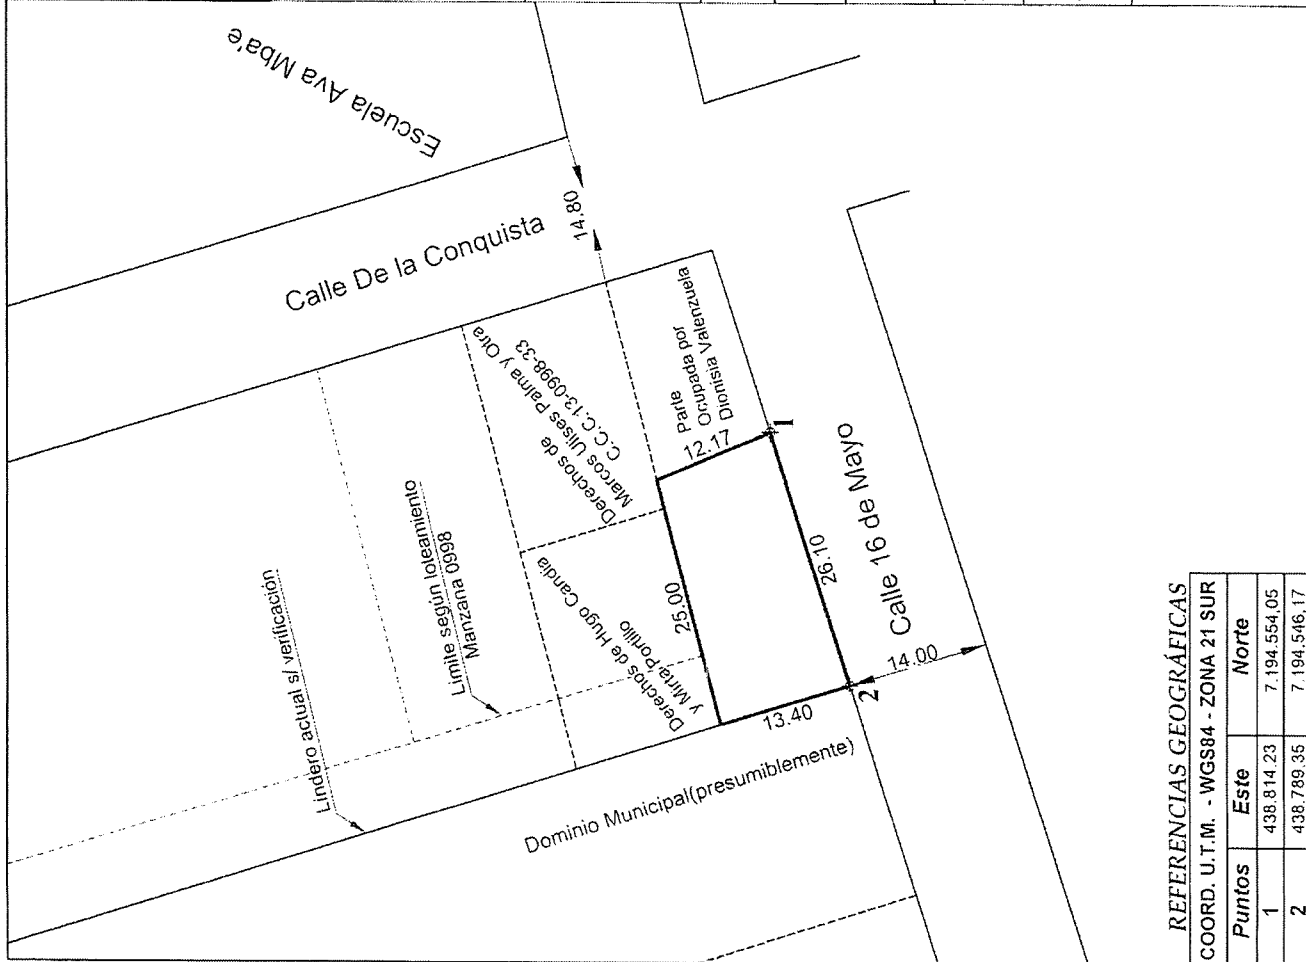 Escuela Ava Mba'e
Calle De la Conquista
14.80
Parte
Ocupada por
Dionisia Valenzuela
Derechos de
Marcos Ulises Palma y Otra
C.C.C.13-0998-33
12.17
1
Lindero actual s/ verificación
Limite según loteamiento
Manzana 0998
Derechos de Hugo Candia
y Mirta Portillo
25.00
26.10
13.40
2
Calle 16 de Mayo
14.00
Dominio Municipal(presumiblemente)
REFERENCIAS GEOGRÁFICAS
COORD. U.T.M. - WGS84 - ZONA 21 SUR
Puntos Este Norte
1 438.814,23 7.194.554,05
2 438.789,35 7.194.546,17